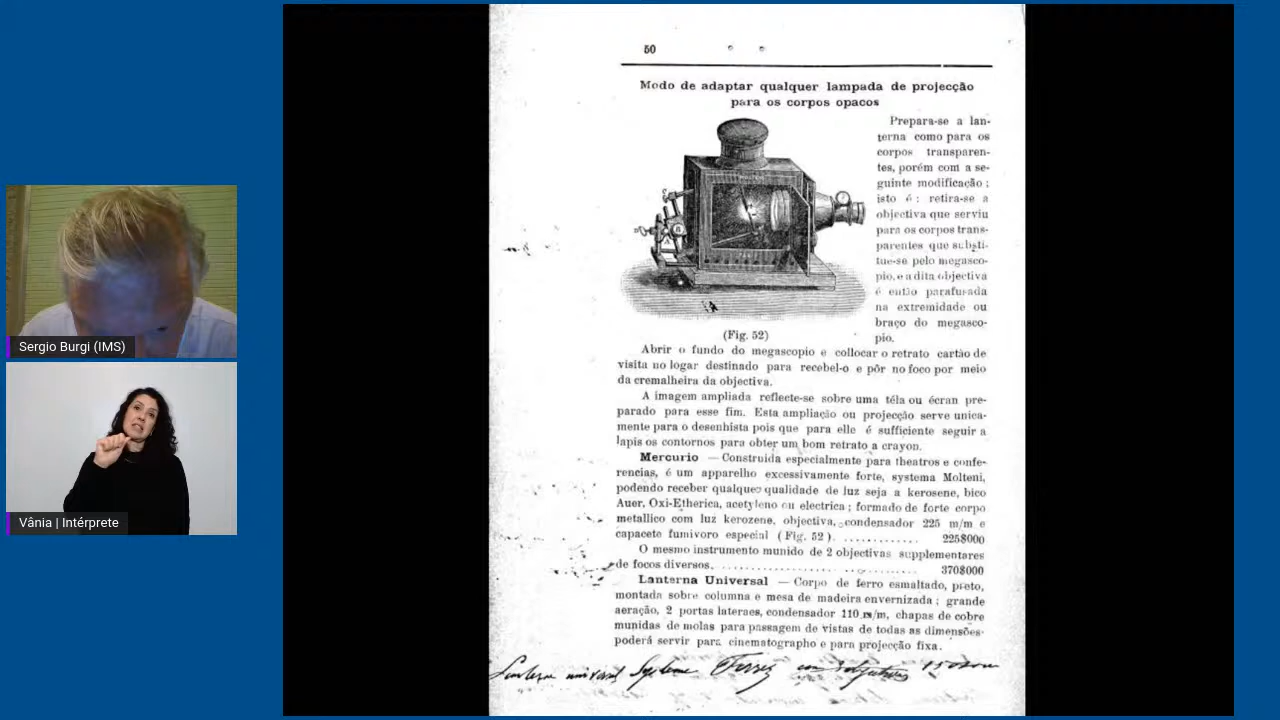 50
Modo de adaptar qualquer lampada de projecção
para os corpos opacos
Prepara-se a lan-
terna como para os
corpos transparen-
tes, porém com a se-
guinte modificação ;
isto é : retira-se a
objectiva que serviu
para os corpos trans-
parentes que substi-
tue-se pelo megasco-
pio, e a dita objectiva
é então parafusada
na extremidade ou
braço do megasco-
pio.
(Fig. 52)
Abrir o fundo do megascopio e collocar o retrato cartão de
visita no logar destinado para recebel-o e pôr no foco por meio
da cremalheira da objectiva.
A imagem ampliada reflecte-se sobre uma téla ou écran pre-
parado para esse fim. Esta ampliação ou projecção serve unica-
mente para o desenhista pois que para elle é sufficiente seguir a
lapis os contornos para obter um bom retrato a crayon.
Mercurio — Construida especialmente para theatros e confe-
rencias, é um apparelho excessivamente forte, systema Molteni,
podendo receber qualquer qualidade de luz seja a kerosene, bico
Auer, Oxi-Etherica, acetyleno ou electrica ; formado de forte corpo
metallico com luz kerozene, objectiva, condensador 225 m/m e
capacete fumivoro especial ( Fig. 52 ). ............ 225$000
O mesmo instrumento munido de 2 objectivas supplementares
de focos diversos. ........................ 370$000
Lanterna Universal — Corpo de ferro esmaltado, preto,
montada sobre columna e mesa de madeira envernizada ; grande
aeração, 2 portas lateraes, condensador 110 m/m, chapas de cobre
munidas de molas para passagem de vistas de todas as dimensões
poderá servir para cinematographo e para projecção fixa.
Lanterna universal Systeme Ferrez
Sergio Burgi (IMS)
Vânia | Intérprete